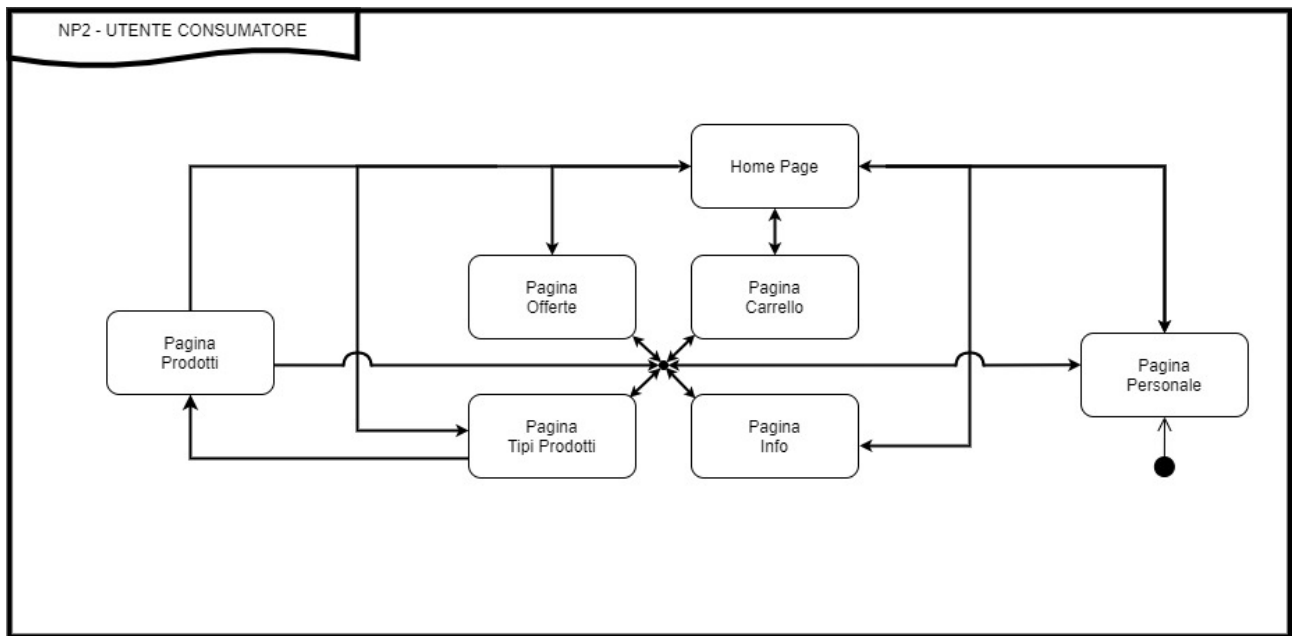 NP2 - UTENTE CONSUMATORE
Home Page
Pagina
Offerte
Pagina
Carrello
Pagina
Prodotti
Pagina
Personale
Pagina
Tipi Prodotti
Pagina
Info